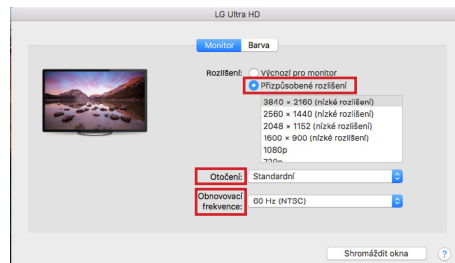 LG Ultra HD
Monitor Barva
Rozlišení: Výchozí pro monitor
Přizpůsobené rozlišení
3840 × 2160 (nízké rozlišení)
2560 × 1440 (nízké rozlišení)
2048 × 1152 (nízké rozlišení)
1600 × 900 (nízké rozlišení)
1080p
720p
Otočení: Standardní
Obnovovací
frekvence: 60 Hz (NTSC)
Shromáždit okna ?